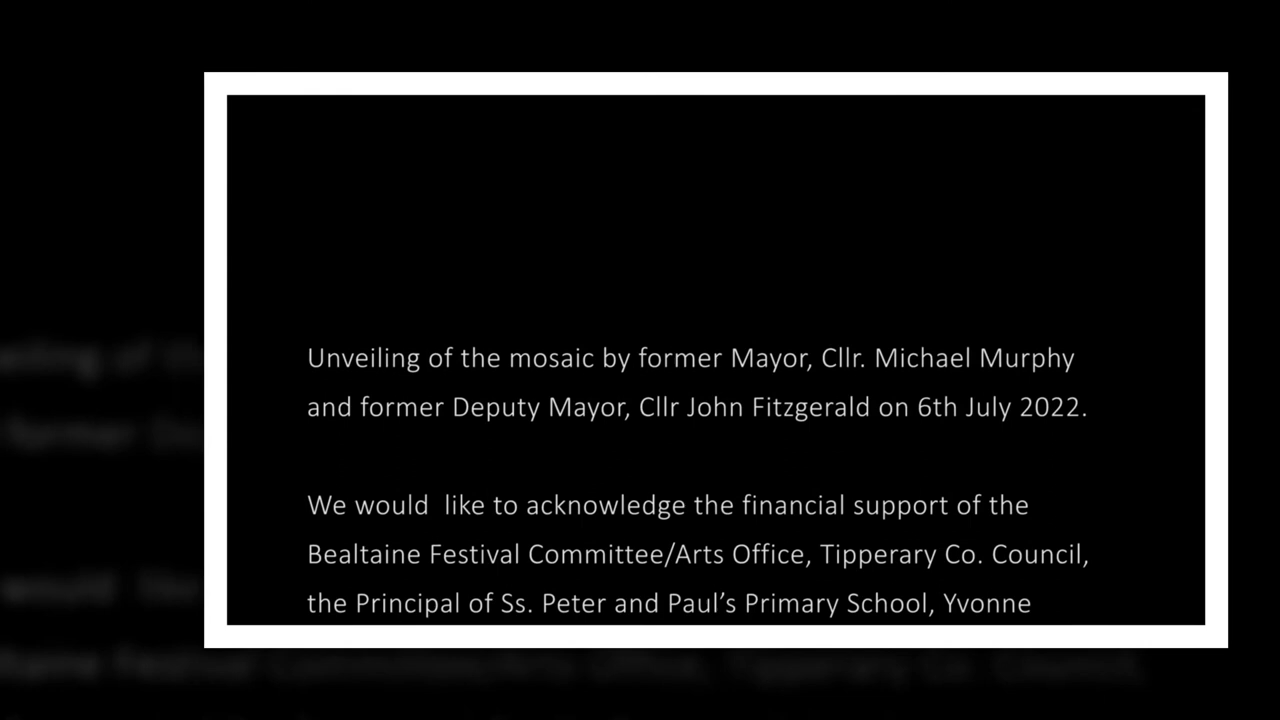 Unveiling of the mosaic by former Mayor, Cllr. Michael Murphy
and former Deputy Mayor, Cllr John Fitzgerald on 6th July 2022.
We would  like to acknowledge the financial support of the
Bealtaine Festival Committee/Arts Office, Tipperary Co. Council,
the Principal of Ss. Peter and Paul’s Primary School, Yvonne